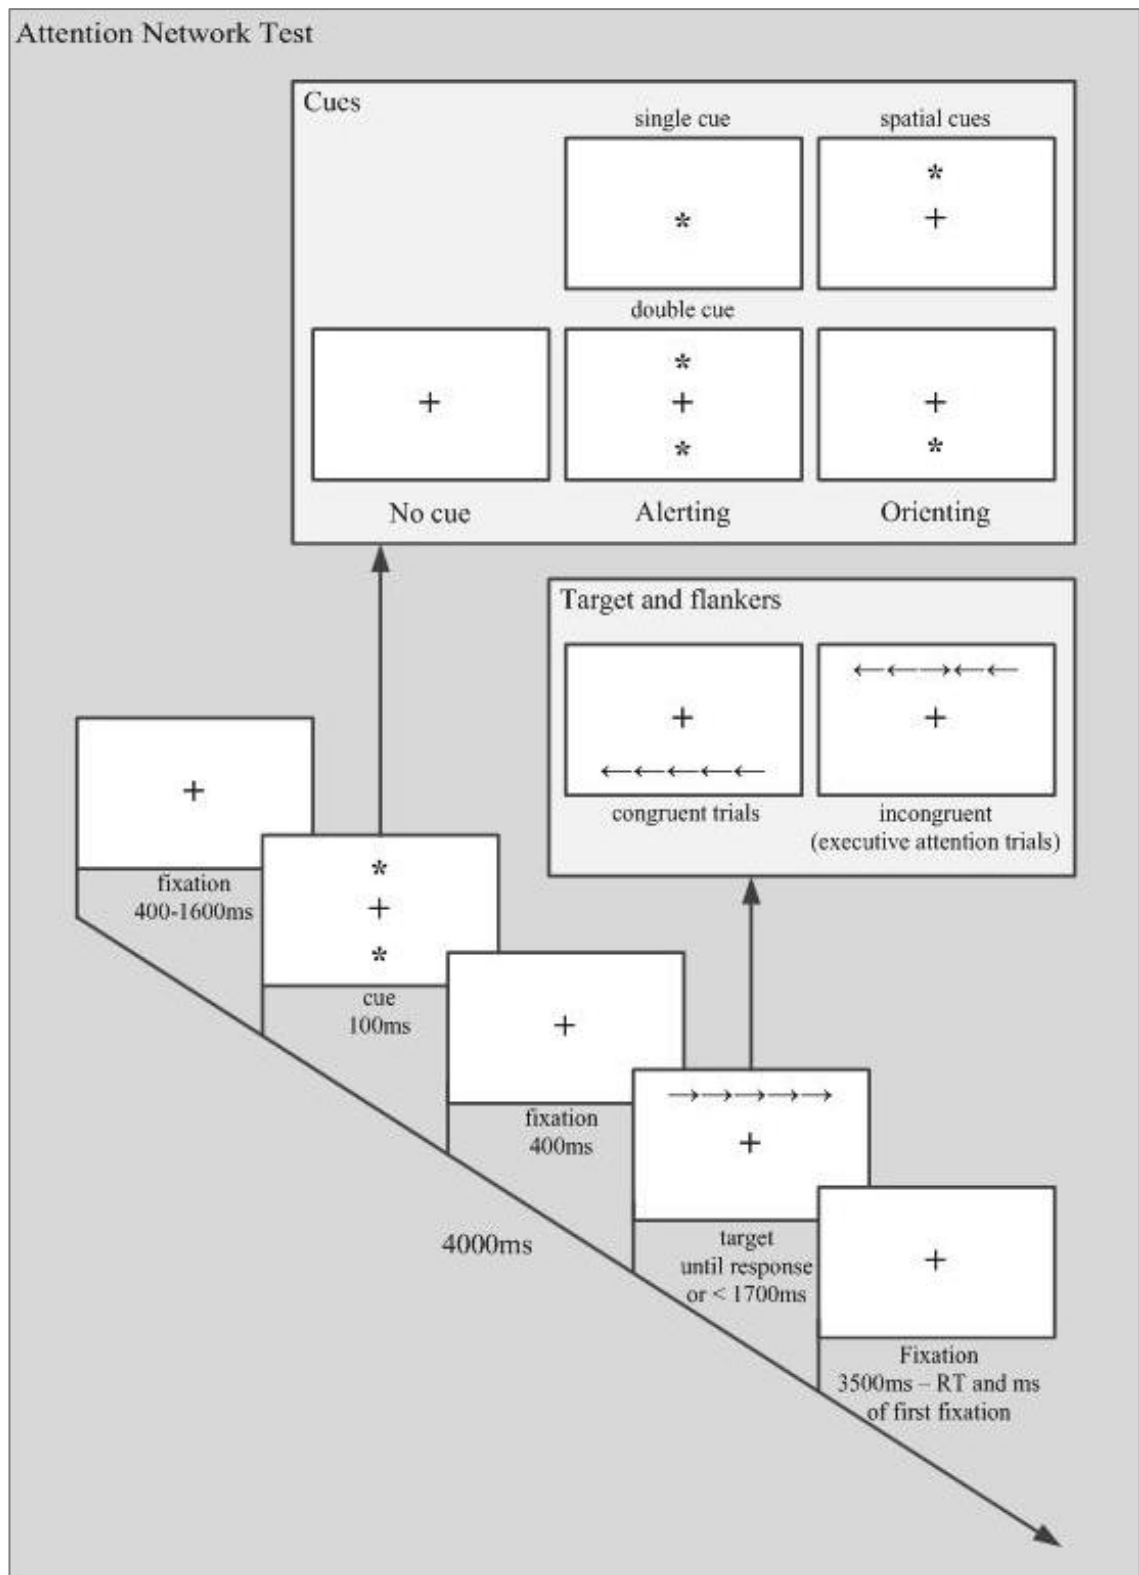 Attention Network Test
Cues
single cue
spatial cues
*
*
+
double cue
+
*
+
*
+
*
No cue
Alerting
Orienting
Target and flankers
+
←←←←←
congruent trials
←←→←←
+
incongruent
(executive attention trials)
+
fixation
400-1600ms
*
+
*
cue
100ms
+
fixation
400ms
→→→→→
+
target
until response
or < 1700ms
+
Fixation
3500ms – RT and ms
of first fixation
4000ms